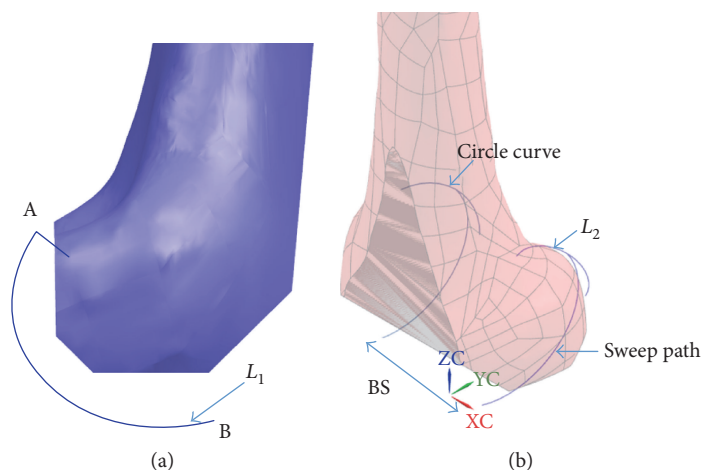 A
L1
B
(a)
Circle curve
L2
Sweep path
BS
ZC
YC
XC
(b)